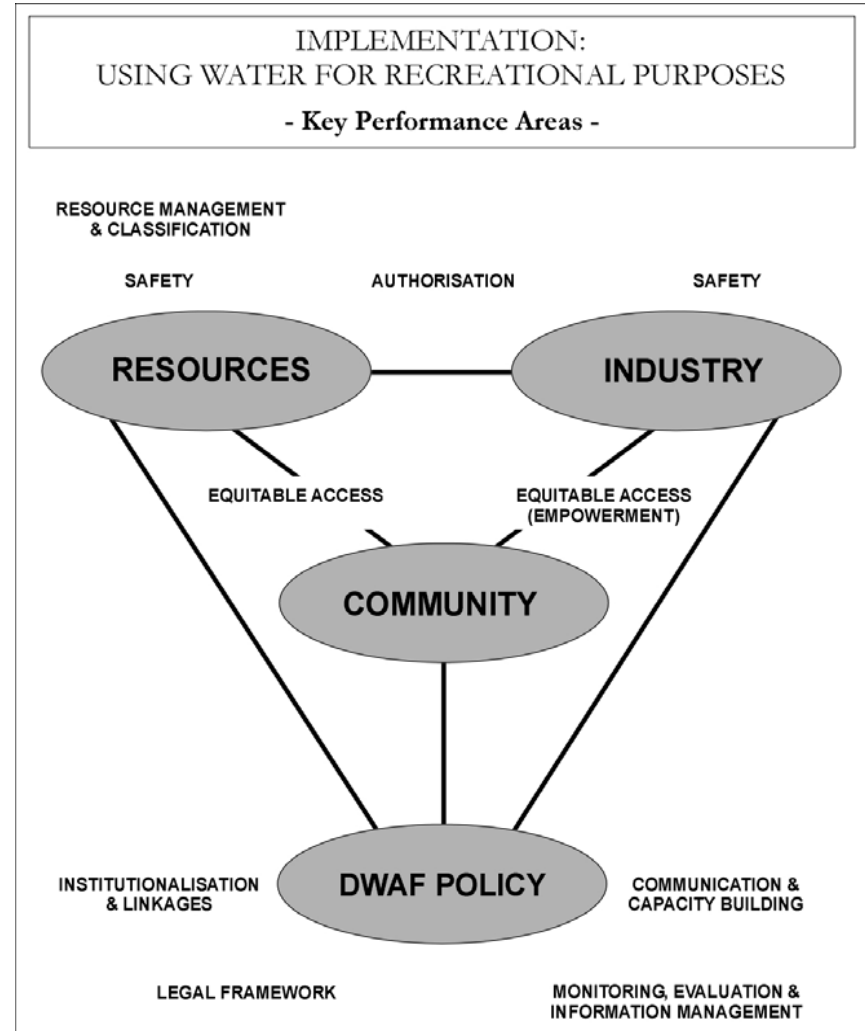 IMPLEMENTATION:
USING WATER FOR RECREATIONAL PURPOSES
- Key Performance Areas -
RESOURCE MANAGEMENT
& CLASSIFICATION
SAFETY
AUTHORISATION
SAFETY
RESOURCES
INDUSTRY
EQUITABLE ACCESS
EQUITABLE ACCESS
(EMPOWERMENT)
COMMUNITY
DWAF POLICY
INSTITUTIONALISATION
& LINKAGES
COMMUNICATION &
CAPACITY BUILDING
LEGAL FRAMEWORK
MONITORING, EVALUATION &
INFORMATION MANAGEMENT